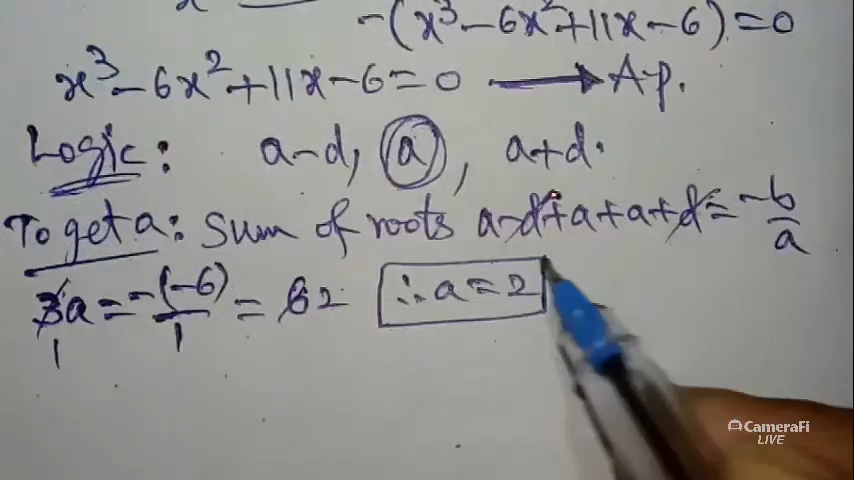 -(x³-6x²+11x-6)=0
x³-6x²+11x-6=0 → A.p.
Logic: a-d, a, a+d.
To get a: Sum of roots a-d+a+a+d=-b/a
3a=-(-6)/1=6 2 ∴a=2
1
CameraFi
LIVE